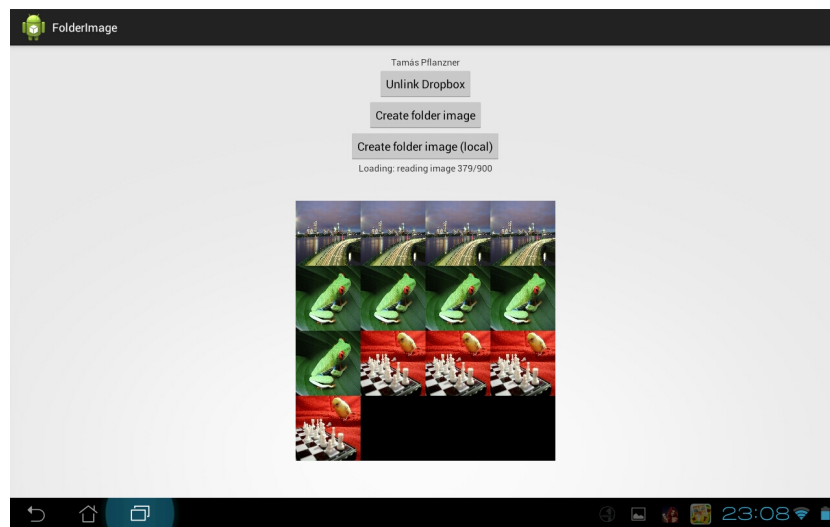 FolderImage
Tamás Pflanzner
Unlink Dropbox
Create folder image
Create folder image (local)
Loading: reading image 379/900
23:08